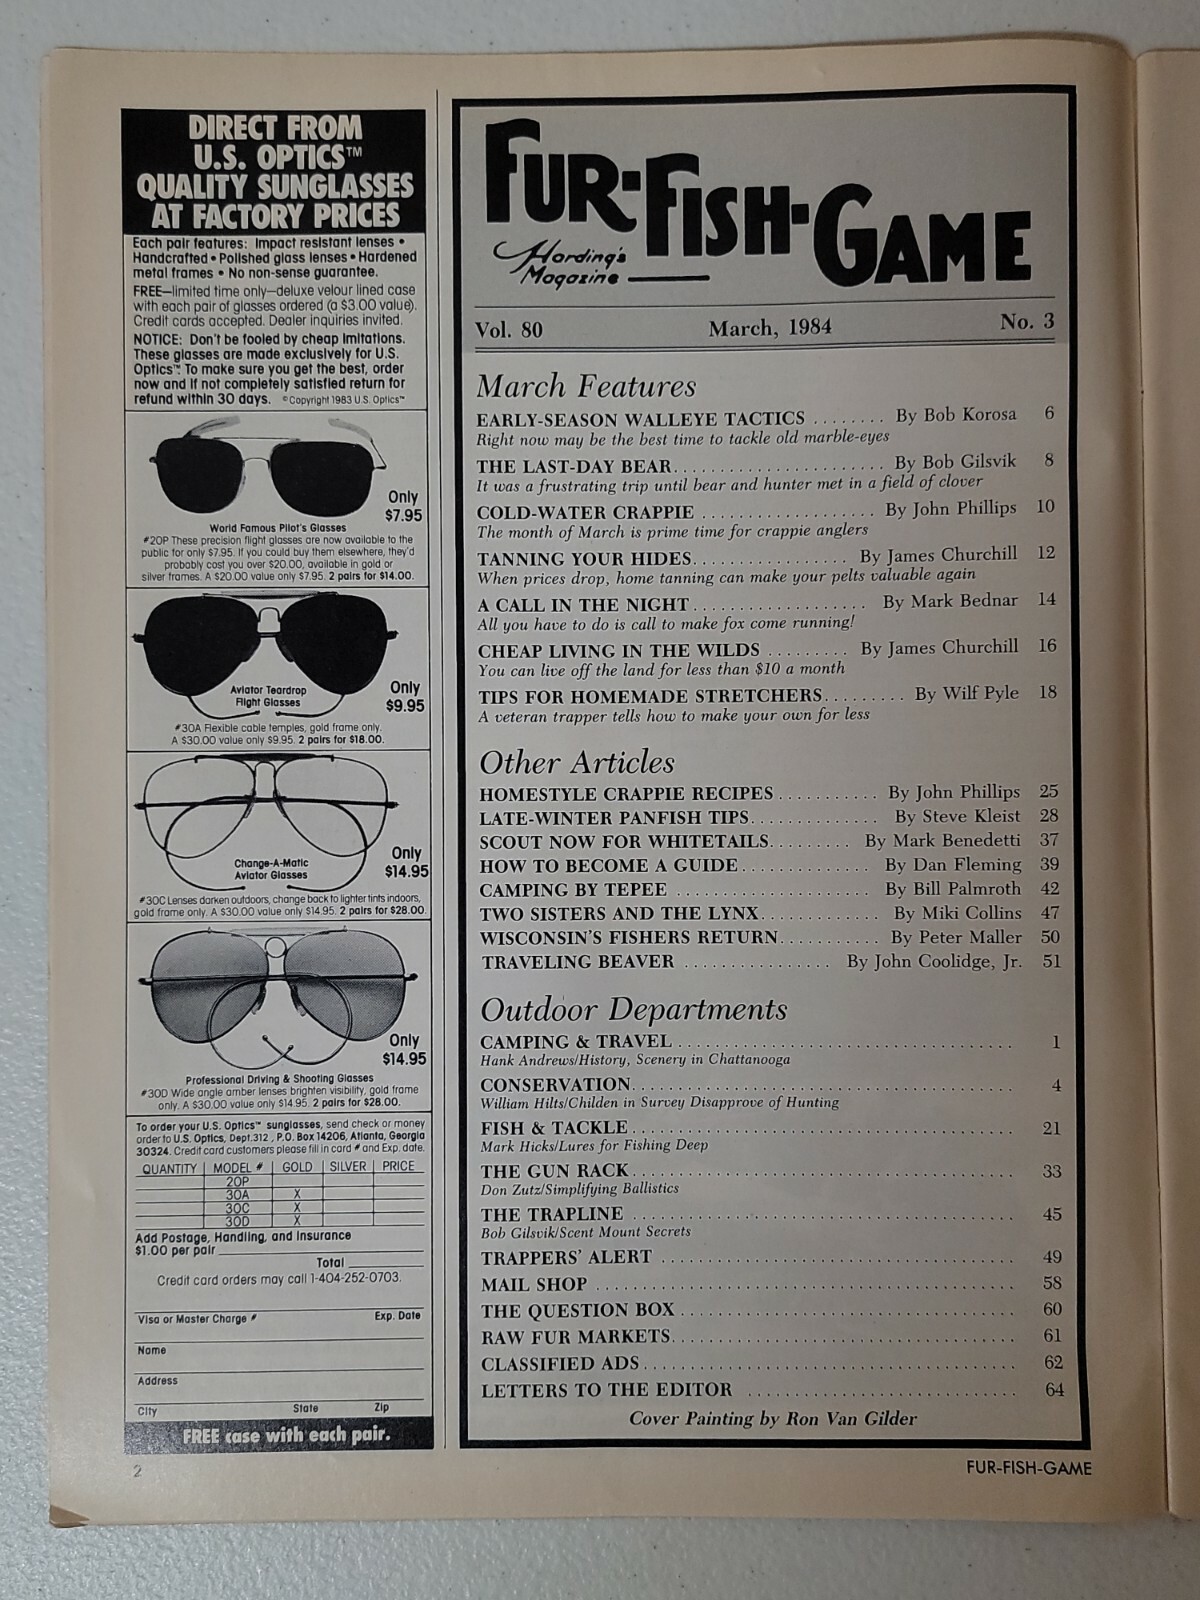 DIRECT FROM
U.S. OPTICS™
QUALITY SUNGLASSES
AT FACTORY PRICES
Each pair features: Impact resistant lenses •
Handcrafted • Polished glass lenses • Hardened
metal frames • No non-sense guarantee.
FREE—limited time only—deluxe velour lined case
with each pair of glasses ordered (a $3.00 value).
Credit cards accepted. Dealer inquiries invited.
NOTICE: Don't be fooled by cheap imitations.
These glasses are made exclusively for U.S.
Optics™. To make sure you get the best, order
now and if not completely satisfied return for
refund within 30 days. ©Copyright 1983 U.S. Optics™
Only
$7.95
World Famous Pilot's Glasses
#20P These precision flight glasses are now available to the
public for only $7.95. If you could buy them elsewhere, they'd
probably cost you over $20.00, available in gold or
silver frames. A $20.00 value only $7.95. 2 pairs for $14.00.
Aviator Teardrop
Flight Glasses
Only
$9.95
#30A Flexible cable temples, gold frame only.
A $30.00 value only $9.95. 2 pairs for $18.00.
Change-A-Matic
Aviator Glasses
Only
$14.95
#30C Lenses darken outdoors, change back to lighter tints indoors,
gold frame only. A $30.00 value only $14.95. 2 pairs for $28.00.
Only
$14.95
Professional Driving & Shooting Glasses
#30D Wide angle amber lenses brighten visibility, gold frame
only. A $30.00 value only $14.95. 2 pairs for $28.00.
To order your U.S. Optics™ sunglasses, send check or money
order to U.S. Optics, Dept. 312, P.O. Box 14206, Atlanta, Georgia
30324. Credit card customers please fill in card # and Exp. date.
QUANTITY MODEL # GOLD SILVER PRICE
20P
30A X
30C X
30D X
Add Postage, Handling, and Insurance
$1.00 per pair
Total
Credit card orders may call 1-404-252-0703.
Visa or Master Charge # Exp. Date
Name
Address
City State Zip
FREE case with each pair.
2
FUR-FISH-GAME
Harding's
Magazine
Vol. 80 March, 1984 No. 3
March Features
EARLY-SEASON WALLEYE TACTICS ........ By Bob Korosa 6
Right now may be the best time to tackle old marble-eyes
THE LAST-DAY BEAR....................... By Bob Gilsvik 8
It was a frustrating trip until bear and hunter met in a field of clover
COLD-WATER CRAPPIE .................... By John Phillips 10
The month of March is prime time for crappie anglers
TANNING YOUR HIDES................. By James Churchill 12
When prices drop, home tanning can make your pelts valuable again
A CALL IN THE NIGHT................... By Mark Bednar 14
All you have to do is call to make fox come running!
CHEAP LIVING IN THE WILDS ......... By James Churchill 16
You can live off the land for less than $10 a month
TIPS FOR HOMEMADE STRETCHERS......... By Wilf Pyle 18
A veteran trapper tells how to make your own for less
Other Articles
HOMESTYLE CRAPPIE RECIPES........... By John Phillips 25
LATE-WINTER PANFISH TIPS.............. By Steve Kleist 28
SCOUT NOW FOR WHITETAILS......... By Mark Benedetti 37
HOW TO BECOME A GUIDE.............. By Dan Fleming 39
CAMPING BY TEPEE ..................... By Bill Palmroth 42
TWO SISTERS AND THE LYNX............. By Miki Collins 47
WISCONSIN'S FISHERS RETURN........... By Peter Maller 50
TRAVELING BEAVER ................ By John Coolidge, Jr. 51
Outdoor Departments
CAMPING & TRAVEL .................................... 1
Hank Andrews/History, Scenery in Chattanooga
CONSERVATION......................................... 4
William Hilts/Childen in Survey Disapprove of Hunting
FISH & TACKLE ........................................ 21
Mark Hicks/Lures for Fishing Deep
THE GUN RACK........................................ 33
Don Zutz/Simplifying Ballistics
THE TRAPLINE ........................................ 45
Bob Gilsvik/Scent Mount Secrets
TRAPPERS' ALERT ..................................... 49
MAIL SHOP ............................................ 58
THE QUESTION BOX ................................... 60
RAW FUR MARKETS.................................... 61
CLASSIFIED ADS....................................... 62
LETTERS TO THE EDITOR ............................ 64
Cover Painting by Ron Van Gilder
FUR-FISH-GAME